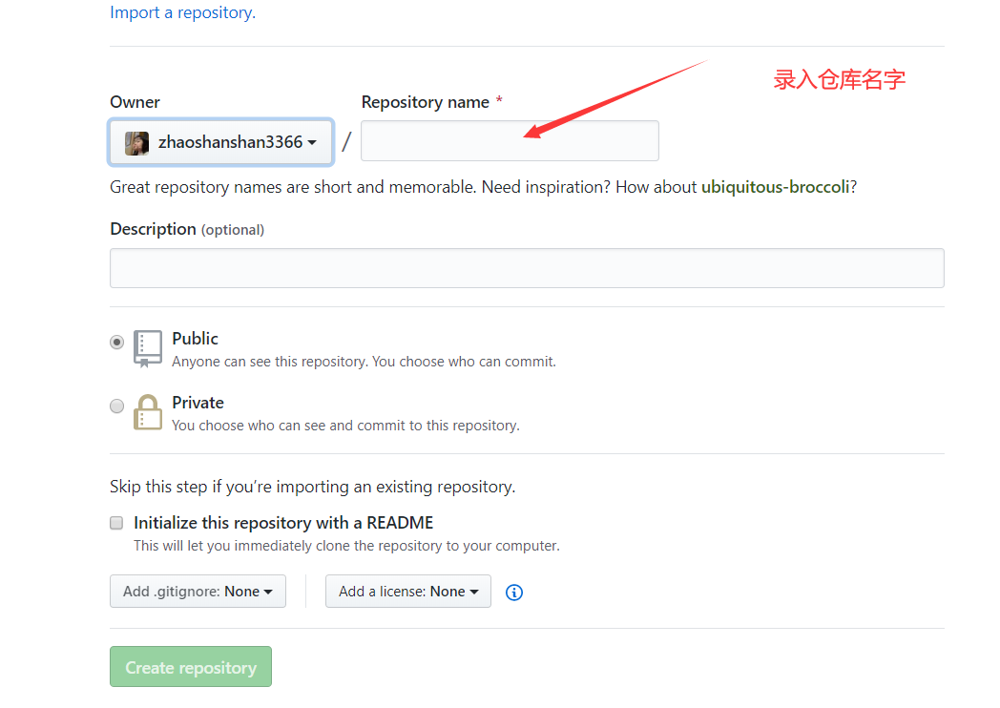 Import a repository.
录入仓库名字
Owner
Repository name *
zhaoshanshan3366 /
Great repository names are short and memorable. Need inspiration? How about ubiquitous-broccoli?
Description (optional)
Public
Anyone can see this repository. You choose who can commit.
Private
You choose who can see and commit to this repository.
Skip this step if you’re importing an existing repository.
Initialize this repository with a README
This will let you immediately clone the repository to your computer.
Add .gitignore: None
Add a license: None
Create repository